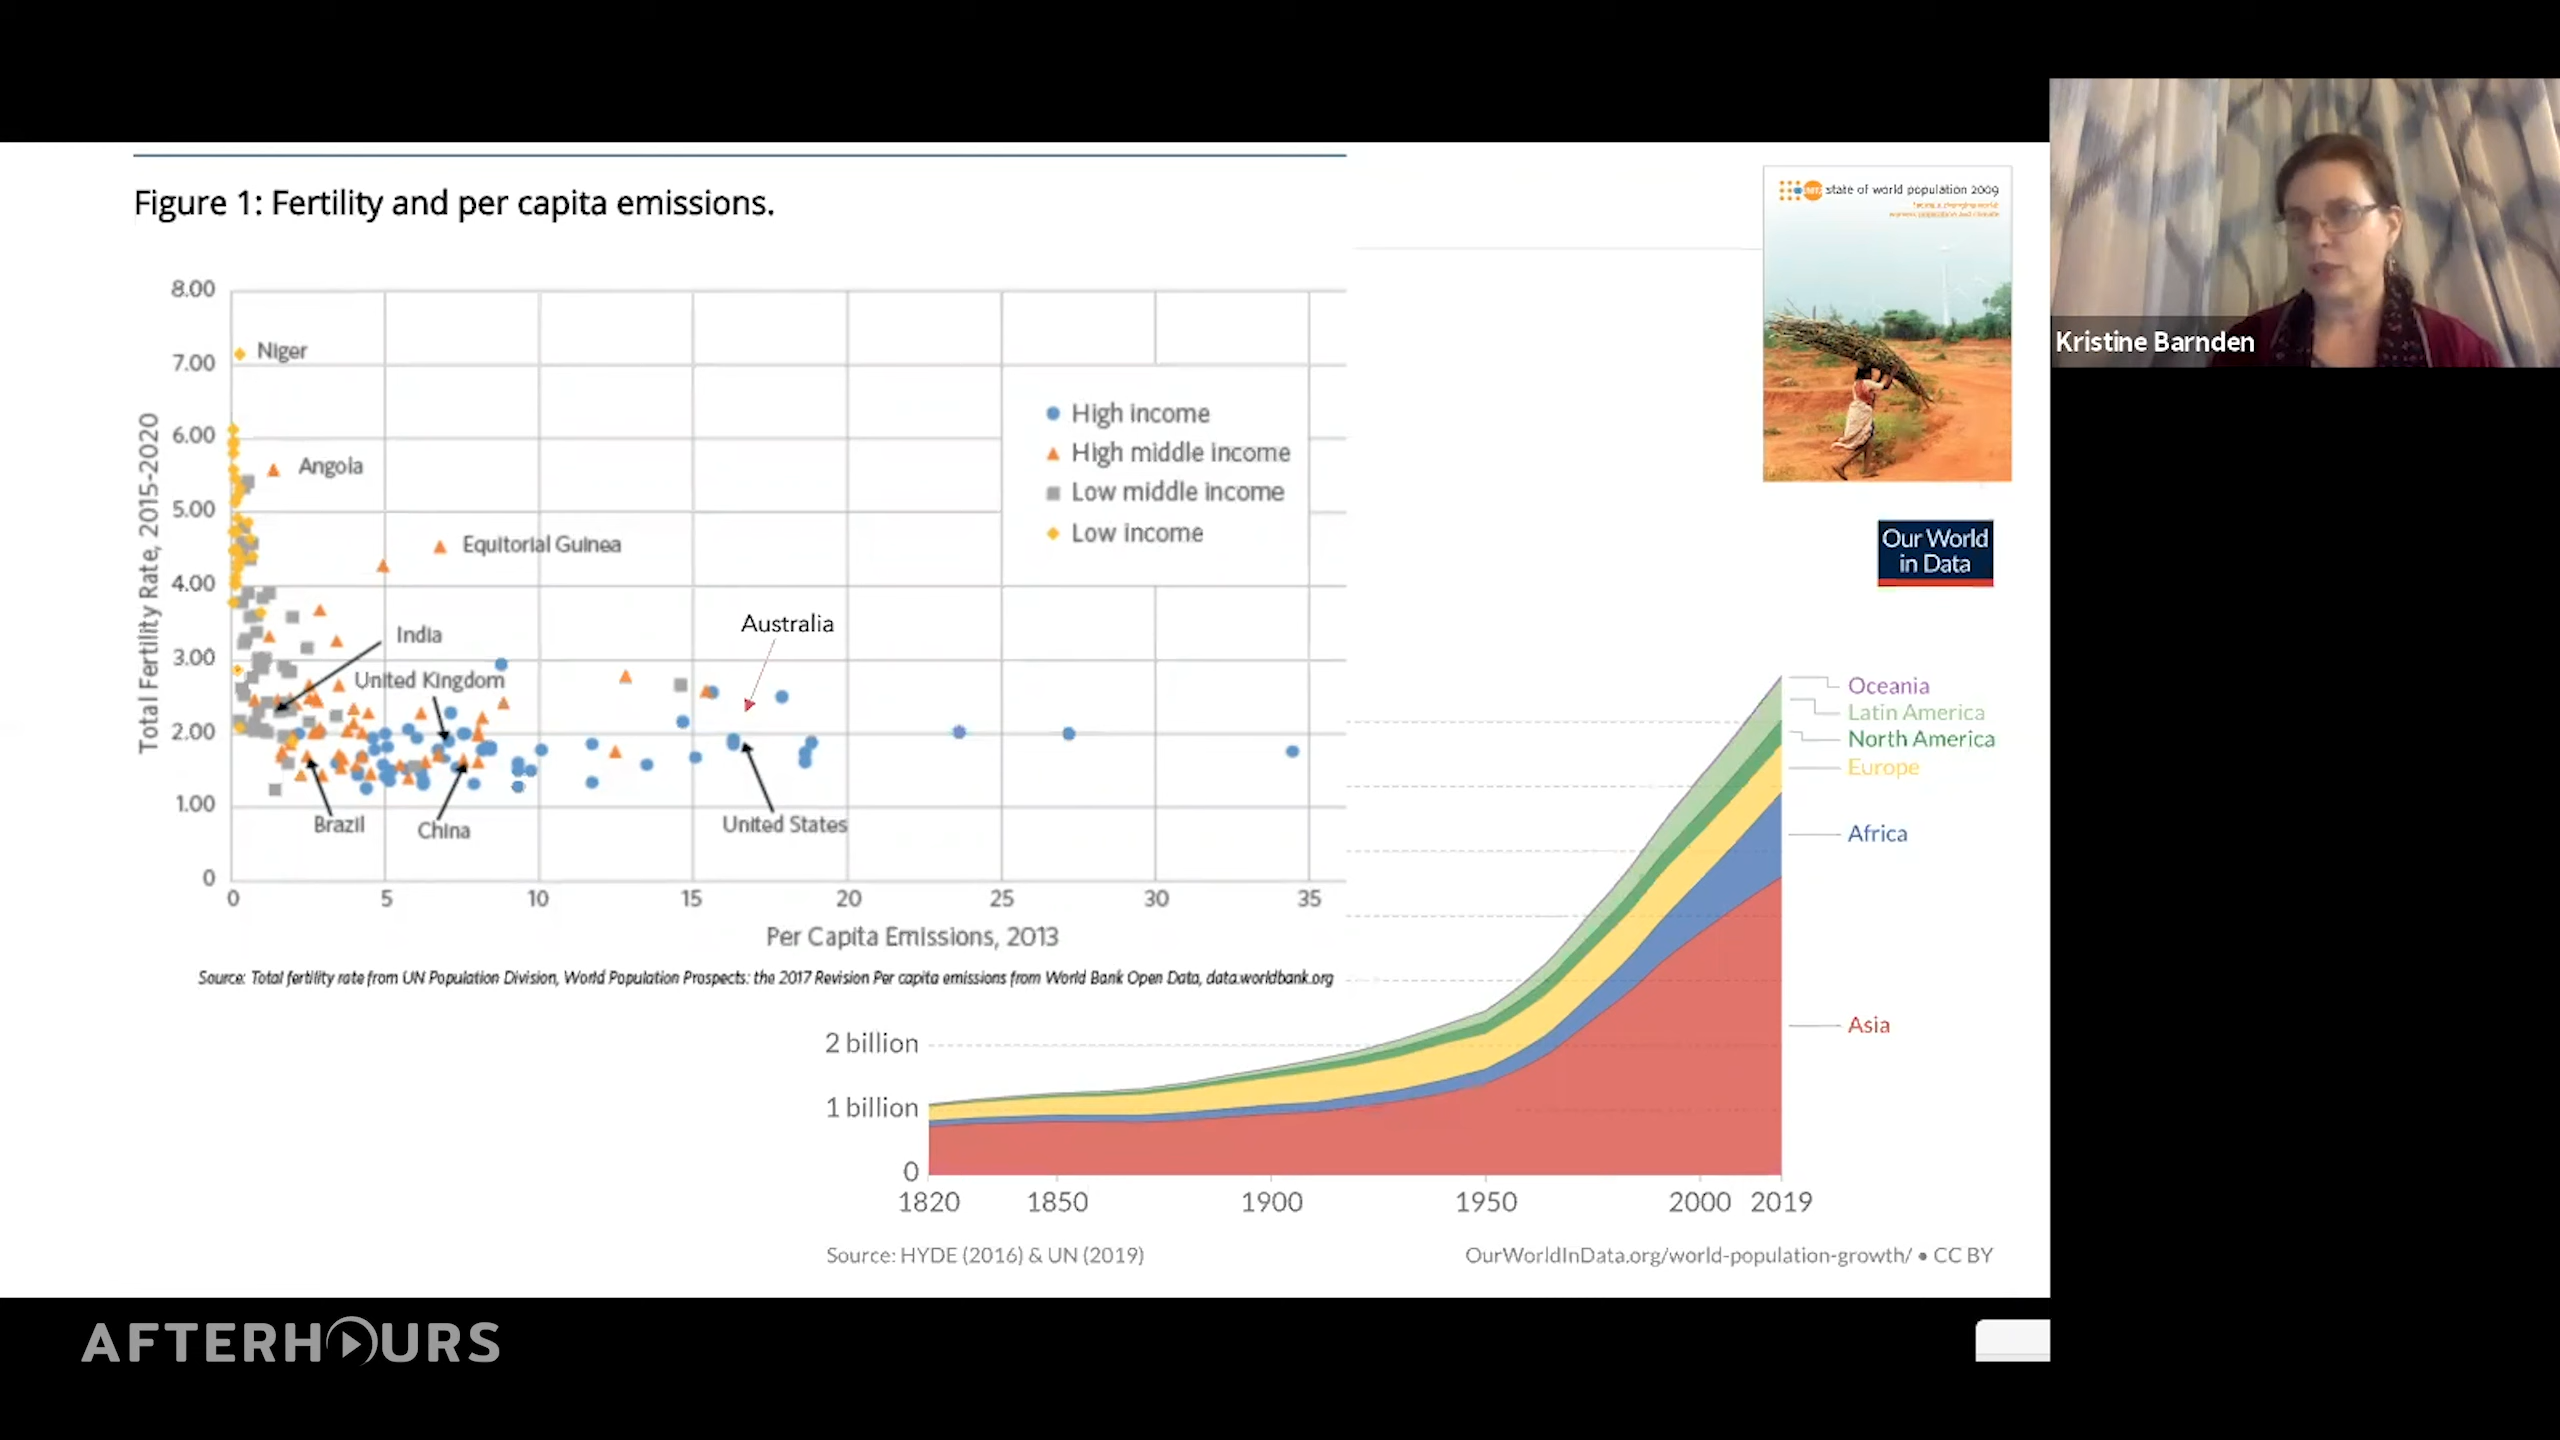 Figure 1: Fertility and per capita emissions.
8.00
7.00
6.00
5.00
4.00
3.00
2.00
1.00
0
Total Fertility Rate, 2015-2020
Niger
Angola
Equitorial Guinea
India
United Kingdom
Australia
Brazil
China
United States
High income
High middle income
Low middle income
Low income
0 5 10 15 20 25 30 35
Per Capita Emissions, 2013
Source: Total fertility rate from UN Population Division, World Population Prospects: the 2017 Revision Per capita emissions from World Bank Open Data, data.worldbank.org
state of world population 2009
Our World
in Data
Oceania
Latin America
North America
Europe
Africa
Asia
2 billion
1 billion
0
1820 1850 1900 1950 2000 2019
Source: HYDE (2016) & UN (2019)
OurWorldInData.org/world-population-growth/ • CC BY
Kristine Barnden
AFTERHOURS